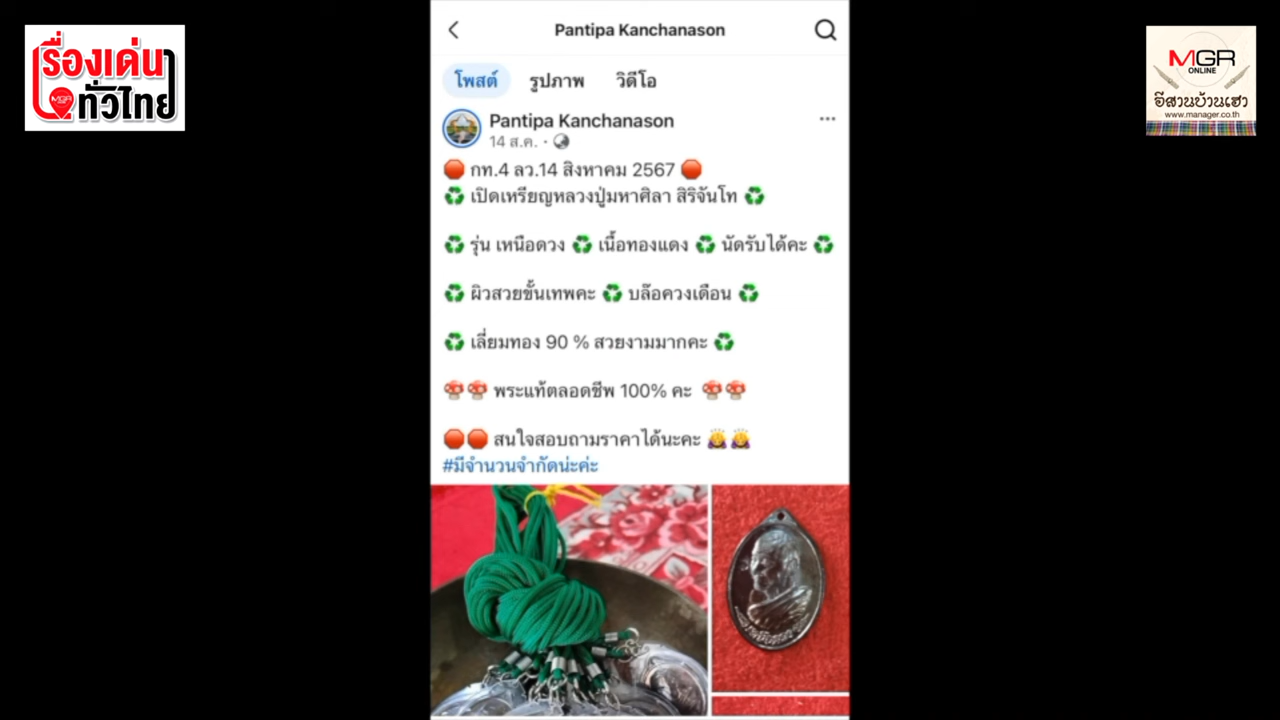 เรื่องเด่น
MGR
ทั่วไทย
MGR
ONLINE
อีสานบ้านเฮา
www.manager.co.th
Pantipa Kanchanason
โพสต์ รูปภาพ วิดีโอ
Pantipa Kanchanason
14 ส.ค.
กท.4 ลว.14 สิงหาคม 2567
เปิดเหรียญหลวงปู่มหาศิลา สิริจันโท
รุ่น เหนือดวง เนื้อทองแดง นัดรับได้คะ
ผิวสวยขั้นเทพคะ บล๊อควงเดือน
เลี่ยมทอง 90 % สวยงามมากคะ
พระแท้ตลอดชีพ 100% คะ
สนใจสอบถามราคาได้นะคะ
#มีจำนวนจำกัดน่ะค่ะ